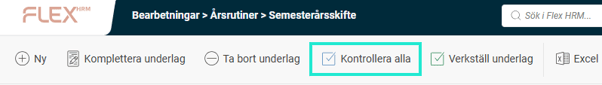 FLEX HRM
Bearbetningar > Årsrutiner > Semesterårsskifte
Sök i Flex HRM...
Ny
Komplettera underlag
Ta bort underlag
Kontrollera alla
Verkställ underlag
Excel